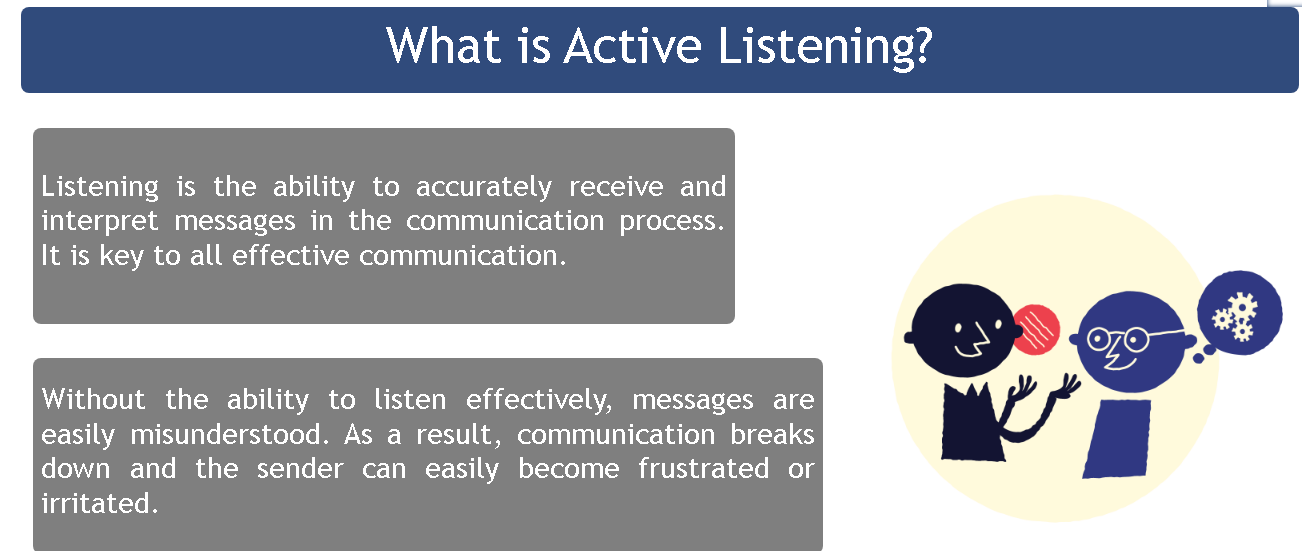 What is Active Listening?
Listening is the ability to accurately receive and
interpret messages in the communication process.
It is key to all effective communication.
Without the ability to listen effectively, messages are
easily misunderstood. As a result, communication breaks
down and the sender can easily become frustrated or
irritated.